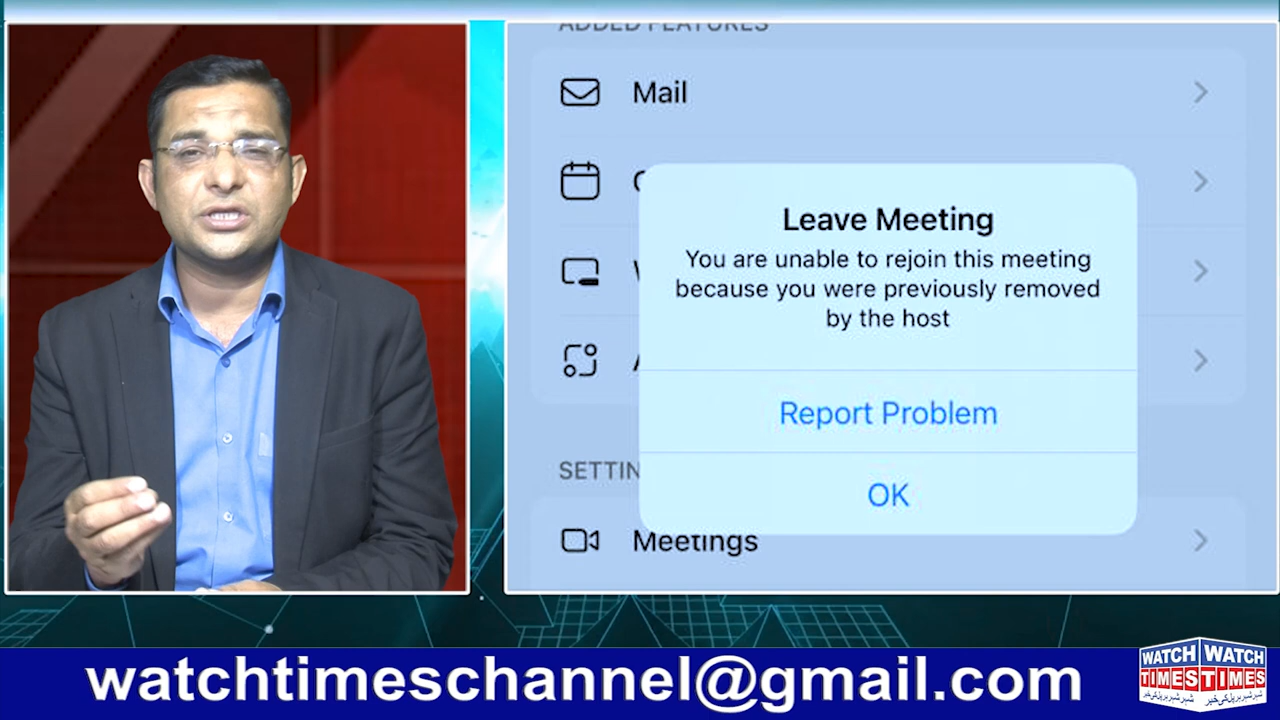 ADDED FEATURES
Mail
Leave Meeting
You are unable to rejoin this meeting
because you were previously removed
by the host
Report Problem
OK
SETTIN
Meetings
watchtimeschannel@gmail.com
WATCH WATCH
TIMES TIMES